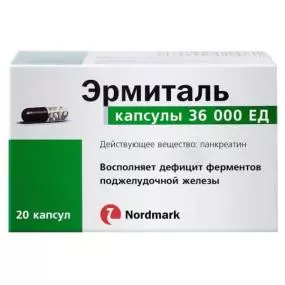 Эрмиталь
капсулы 36 000 ЕД
Действующее вещество: панкреатин
Восполняет дефицит ферментов
поджелудочной железы
20 капсул
Nordmark